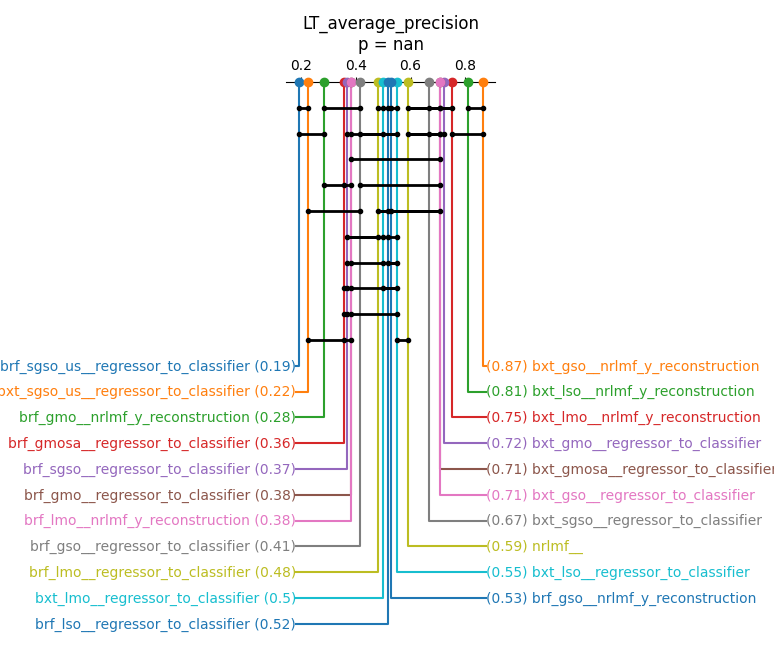 LT_average_precision
p = nan
0.2 0.4 0.6 0.8
brf_sgso_us__regressor_to_classifier (0.19)
(0.87) bxt_gso__nrlmf_y_reconstruction
bxt_sgso_us__regressor_to_classifier (0.22)
(0.81) bxt_lso__nrlmf_y_reconstruction
brf_gmo__nrlmf_y_reconstruction (0.28)
(0.75) bxt_lmo__nrlmf_y_reconstruction
brf_gmosa__regressor_to_classifier (0.36)
(0.72) bxt_gmo__regressor_to_classifier
brf_sgso__regressor_to_classifier (0.37)
(0.71) bxt_gmosa__regressor_to_classifier
brf_gmo__regressor_to_classifier (0.38)
(0.71) bxt_gso__regressor_to_classifier
brf_lmo__nrlmf_y_reconstruction (0.38)
(0.67) bxt_sgso__regressor_to_classifier
brf_gso__regressor_to_classifier (0.41)
(0.59) nrlmf__
brf_lmo__regressor_to_classifier (0.48)
(0.55) bxt_lso__regressor_to_classifier
bxt_lmo__regressor_to_classifier (0.5)
(0.53) brf_gso__nrlmf_y_reconstruction
brf_lso__regressor_to_classifier (0.52)